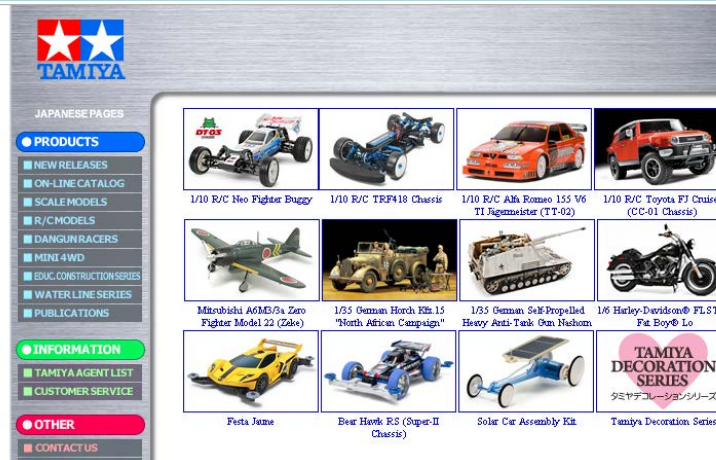 TAMIYA
JAPANESE PAGES
PRODUCTS
NEW RELEASES
ON-LINE CATALOG
SCALE MODELS
R/C MODELS
DANGUN RACERS
MINI 4WD
EDUC. CONSTRUCTION SERIES
WATER LINE SERIES
PUBLICATIONS
INFORMATION
TAMIYA AGENT LIST
CUSTOMER SERVICE
OTHER
CONTACT US
DT-03
1/10 R/C Neo Fighter Buggy
1/10 R/C TRF418 Chassis
1/10 R/C Alfa Romeo 155 V6
TI Jägermeister (TT-02)
1/10 R/C Toyota FJ Cruise
(CC-01 Chassis)
Mitsubishi A6M3/3a Zero
Fighter Model 22 (Zeke)
1/35 German Horch Kfz.15
"North African Campaign"
1/35 German Self-Propelled
Heavy Anti-Tank Gun Nashorn
1/6 Harley-Davidson® FLST
Fat Boy® Lo
Festa Jaune
Bear Hawk RS (Super-II
Chassis)
Solar Car Assembly Kit
TAMIYA
DECORATION
SERIES
タミヤデコレーションシリーズ
Tamiya Decoration Series